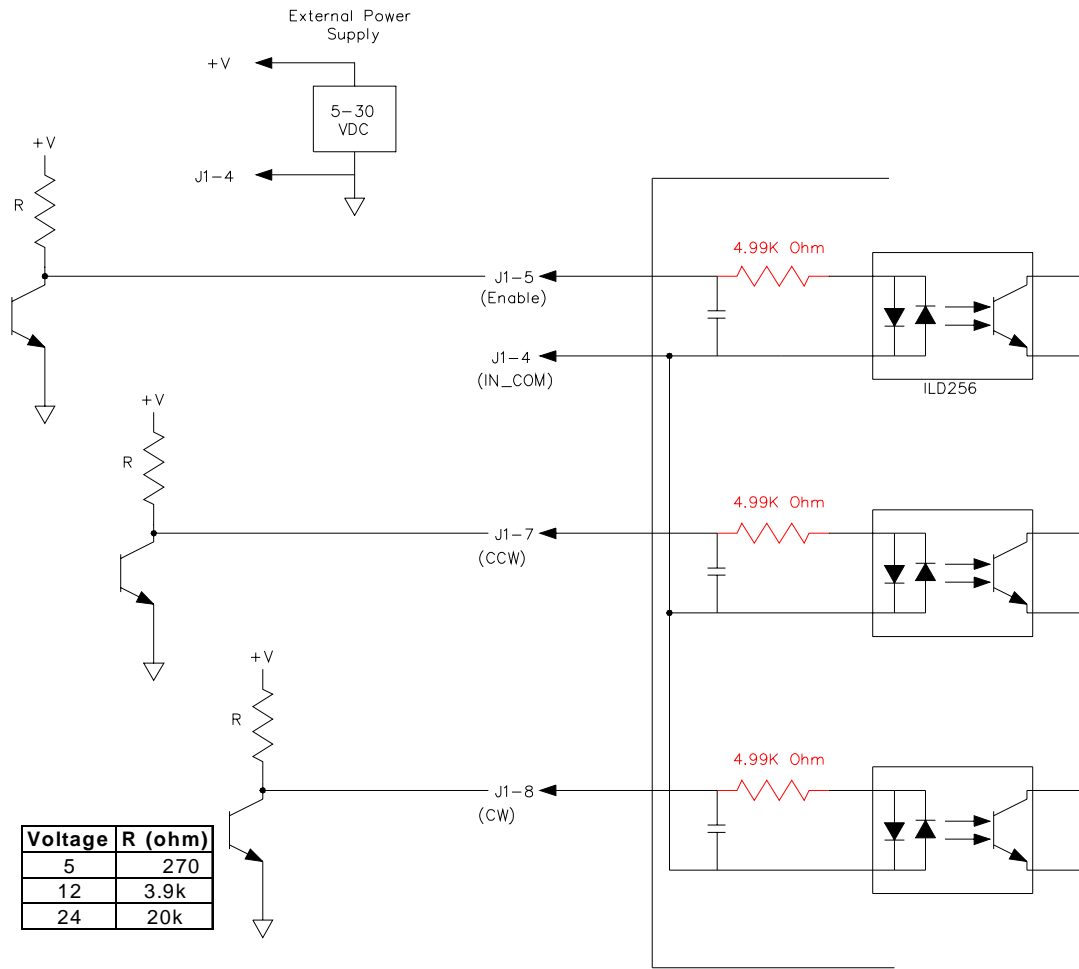 External Power
Supply
+V
5-30
VDC
J1-4
+V
R
4.99K Ohm
J1-5
(Enable)
J1-4
(IN_COM)
ILD256
+V
R
4.99K Ohm
J1-7
(CCW)
+V
R
4.99K Ohm
J1-8
(CW)
Voltage R (ohm)
5 270
12 3.9k
24 20k